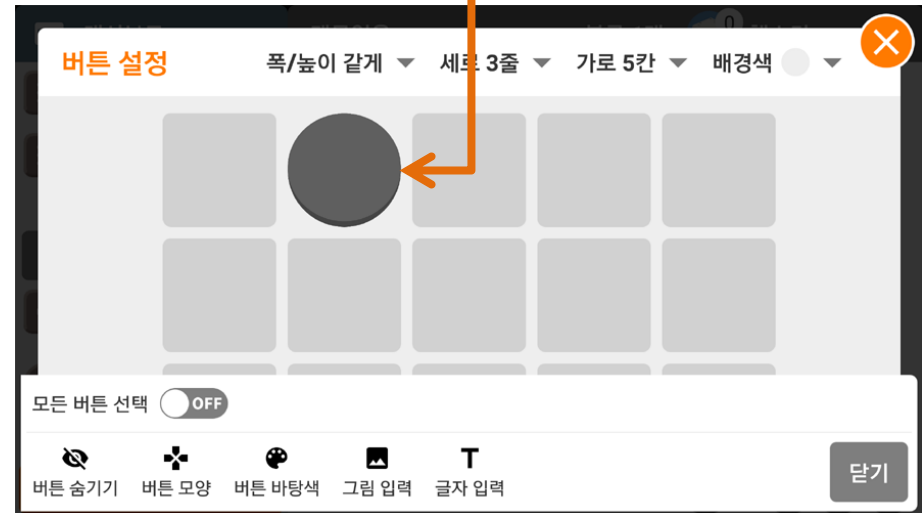 버튼 설정 폭/높이 같게 세로 3줄 가로 5칸 배경색
모든 버튼 선택 OFF
버튼 숨기기 버튼 모양 버튼 바탕색 그림 입력 글자 입력 닫기